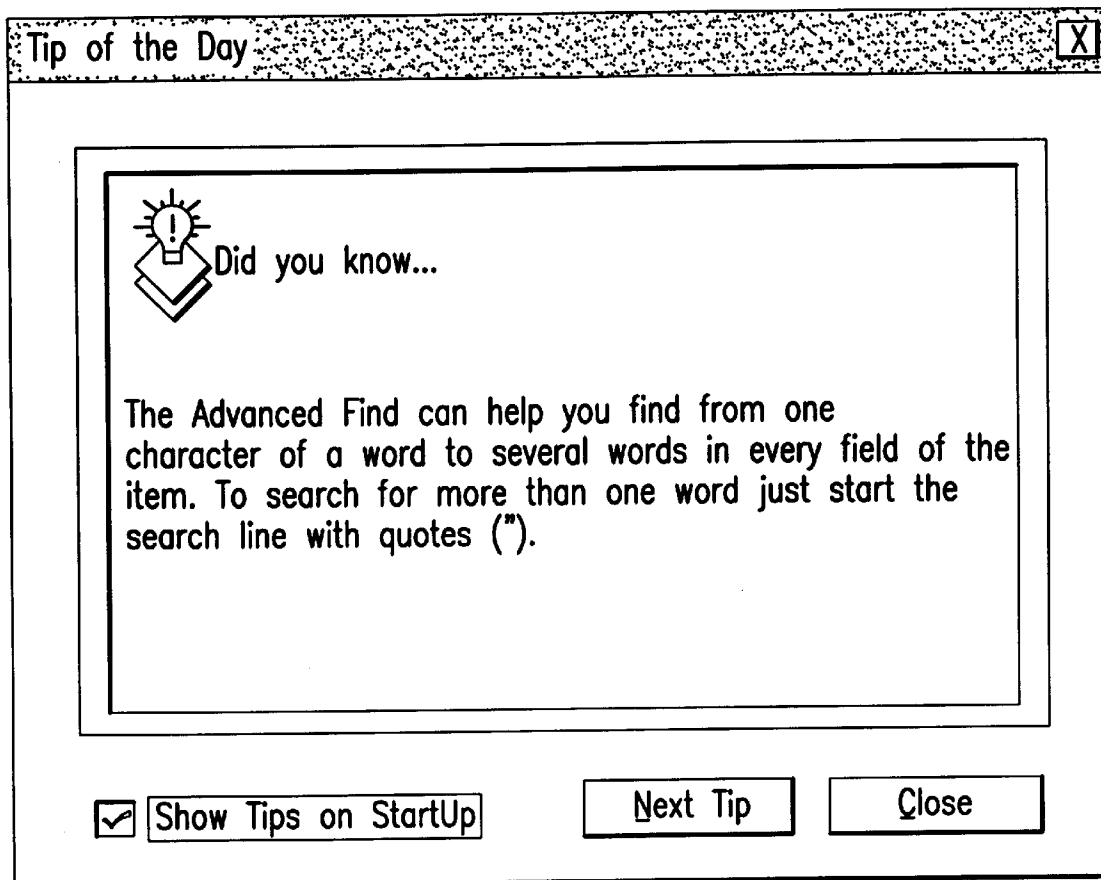 Tip of the Day
X
!
Did you know...
The Advanced Find can help you find from one
character of a word to several words in every field of the
item. To search for more than one word just start the
search line with quotes (").
Show Tips on StartUp
Next Tip
Close